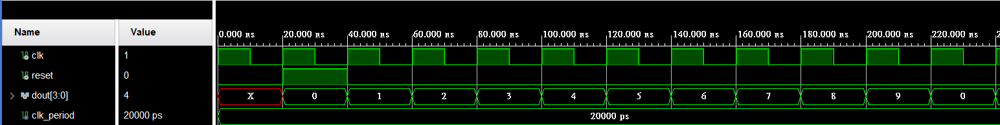 0.000 ns 20.000 ns 40.000 ns 60.000 ns 80.000 ns 100.000 ns 120.000 ns 140.000 ns 160.000 ns 180.000 ns 200.000 ns 220.000 ns
Name Value
clk 1
reset 0
dout[3:0] 4 X 0 1 2 3 4 5 6 7 8 9 0
clk_period 20000 ps 20000 ps